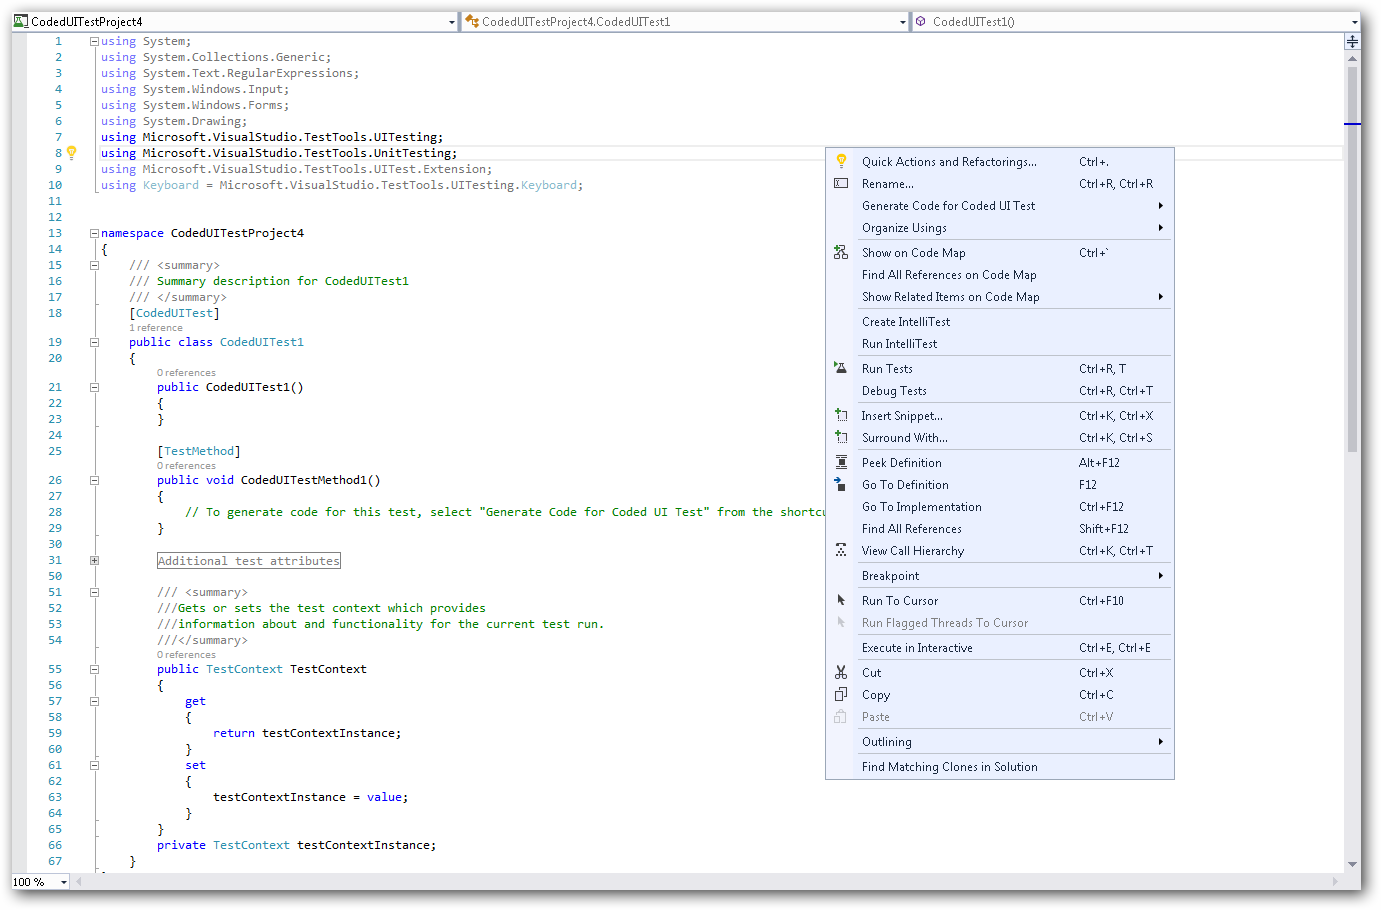 CodedUITestProject4 CodedUITestProject4.CodedUITest1 CodedUITest1()
1 using System;
2 using System.Collections.Generic;
3 using System.Text.RegularExpressions;
4 using System.Windows.Input;
5 using System.Windows.Forms;
6 using System.Drawing;
7 using Microsoft.VisualStudio.TestTools.UITesting;
8 using Microsoft.VisualStudio.TestTools.UnitTesting;
9 using Microsoft.VisualStudio.TestTools.UITest.Extension;
10 using Keyboard = Microsoft.VisualStudio.TestTools.UITesting.Keyboard;
11
12
13 namespace CodedUITestProject4
14 {
15 /// <summary>
16 /// Summary description for CodedUITest1
17 /// </summary>
18 [CodedUITest]
1 reference
19 public class CodedUITest1
20 {
0 references
21 public CodedUITest1()
22 {
23 }
24
25 [TestMethod]
0 references
26 public void CodedUITestMethod1()
27 {
28 // To generate code for this test, select "Generate Code for Coded UI Test" from the shortcu
29 }
30
31 Additional test attributes
50
51 /// <summary>
52 ///Gets or sets the test context which provides
53 ///information about and functionality for the current test run.
54 ///</summary>
0 references
55 public TestContext TestContext
56 {
57 get
58 {
59 return testContextInstance;
60 }
61 set
62 {
63 testContextInstance = value;
64 }
65 }
66 private TestContext testContextInstance;
67 }
100 %
Quick Actions and Refactorings... Ctrl+.
Rename... Ctrl+R, Ctrl+R
Generate Code for Coded UI Test
Organize Usings
Show on Code Map Ctrl+`
Find All References on Code Map
Show Related Items on Code Map
Create IntelliTest
Run IntelliTest
Run Tests Ctrl+R, T
Debug Tests Ctrl+R, Ctrl+T
Insert Snippet... Ctrl+K, Ctrl+X
Surround With... Ctrl+K, Ctrl+S
Peek Definition Alt+F12
Go To Definition F12
Go To Implementation Ctrl+F12
Find All References Shift+F12
View Call Hierarchy Ctrl+K, Ctrl+T
Breakpoint
Run To Cursor Ctrl+F10
Run Flagged Threads To Cursor
Execute in Interactive Ctrl+E, Ctrl+E
Cut Ctrl+X
Copy Ctrl+C
Paste Ctrl+V
Outlining
Find Matching Clones in Solution